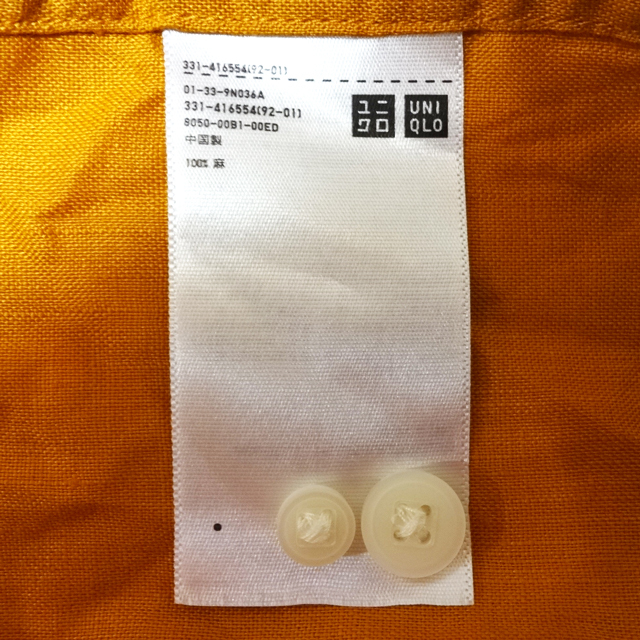 331-416554(92-01)
01-33-9N036A
331-416554(92-01)
8050-00B1-00ED
中国製
100% 麻
ユニ
クロ
UNI
QLO